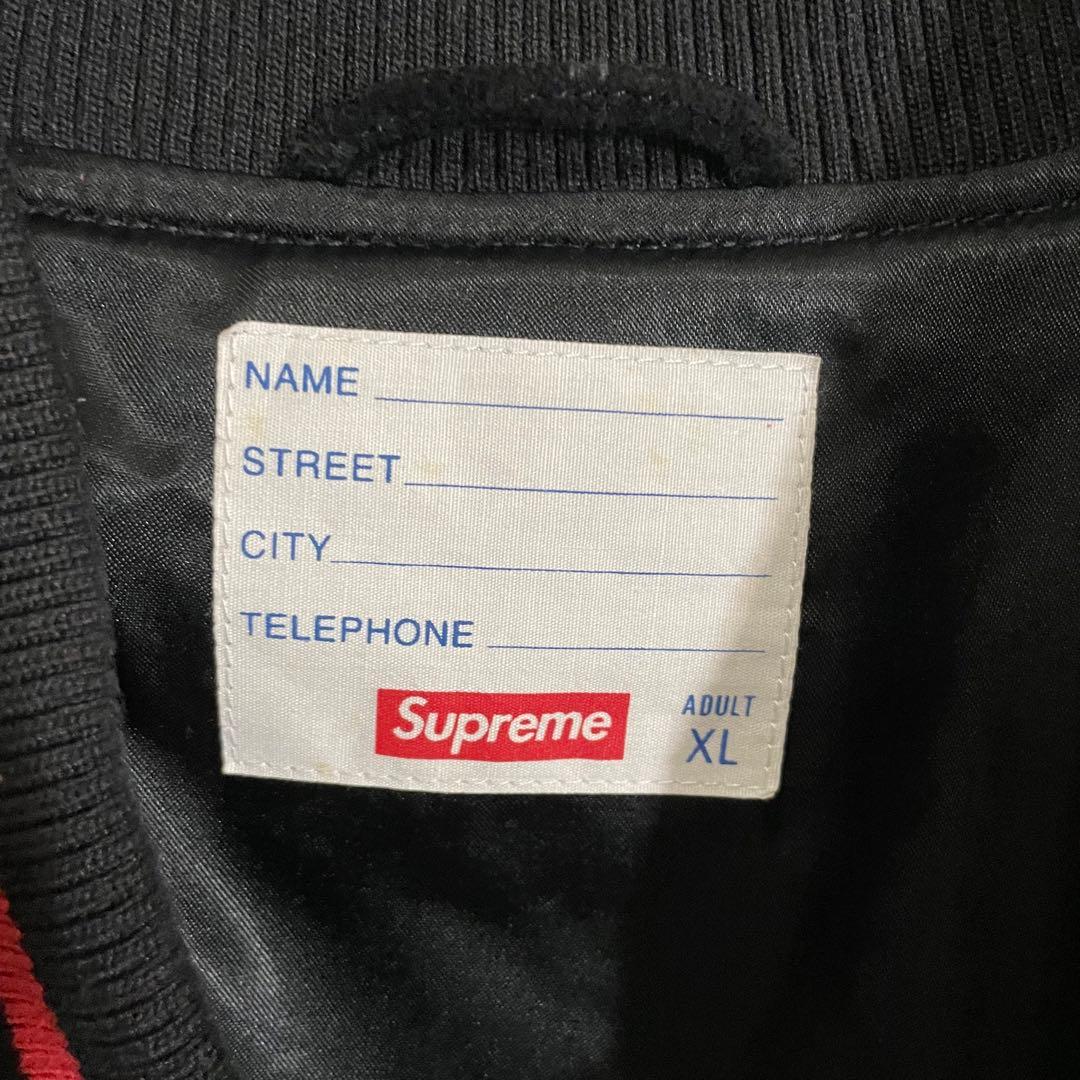 NAME
STREET
CITY
TELEPHONE
Supreme ADULT
XL